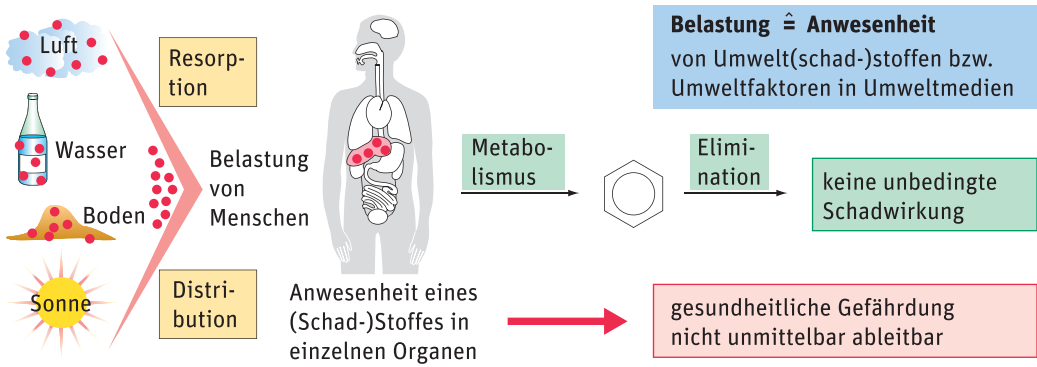 Luft
Wasser
Boden
Sonne
Resorp-
tion
Distri-
bution
Belastung
von
Menschen
Anwesenheit eines
(Schad-)Stoffes in
einzelnen Organen
Metabo-
lismus
Elimi-
nation
Belastung ≙ Anwesenheit
von Umwelt(schad-)stoffen bzw.
Umweltfaktoren in Umweltmedien
keine unbedingte
Schadwirkung
gesundheitliche Gefährdung
nicht unmittelbar ableitbar